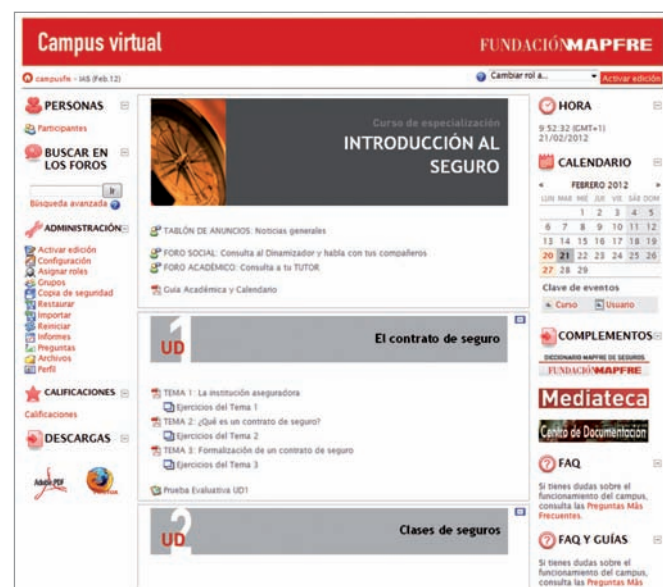 Campus virtual
FUNDACIÓN MAPFRE
campusfm - IAS (Feb.12)
Cambiar rol a...
Activar edición
PERSONAS
Participantes
BUSCAR EN
LOS FOROS
Ir
Búsqueda avanzada
ADMINISTRACIÓN
Activar edición
Configuración
Asignar roles
Grupos
Copia de seguridad
Restaurar
Importar
Reiniciar
Informes
Preguntas
Archivos
Perfil
CALIFICACIONES
Calificaciones
DESCARGAS
Adobe PDF
Curso de especialización
INTRODUCCIÓN AL
SEGURO
TABLÓN DE ANUNCIOS: Noticias generales
FORO SOCIAL: Consulta al Dinamizador y habla con tus compañeros
FORO ACADÉMICO: Consulta a tu TUTOR
Guía Académica y Calendario
UD 1
El contrato de seguro
TEMA 1: La institución aseguradora
Ejercicios del Tema 1
TEMA 2: ¿Qué es un contrato de seguro?
Ejercicios del Tema 2
TEMA 3: Formalización de un contrato de seguro
Ejercicios del Tema 3
Prueba Evaluativa UD1
UD 2
Clases de seguros
HORA
9:52:32 (GMT+1)
21/02/2012
CALENDARIO
« FEBRERO 2012 »
LUN MAR MIÉ JUE VIE SÁB DOM
1 2 3 4 5
6 7 8 9 10 11 12
13 14 15 16 17 18 19
20 21 22 23 24 25 26
27 28 29
Clave de eventos
Curso Usuario
COMPLEMENTOS
DICCIONARIO MAPFRE DE SEGUROS
FUNDACIÓN MAPFRE
Mediateca
Centro de Documentación
FAQ
Si tienes dudas sobre el
funcionamiento del campus,
consulta las Preguntas Más
Frecuentes.
FAQ Y GUÍAS
Si tienes dudas sobre el
funcionamiento del campus,
consulta las Preguntas Más